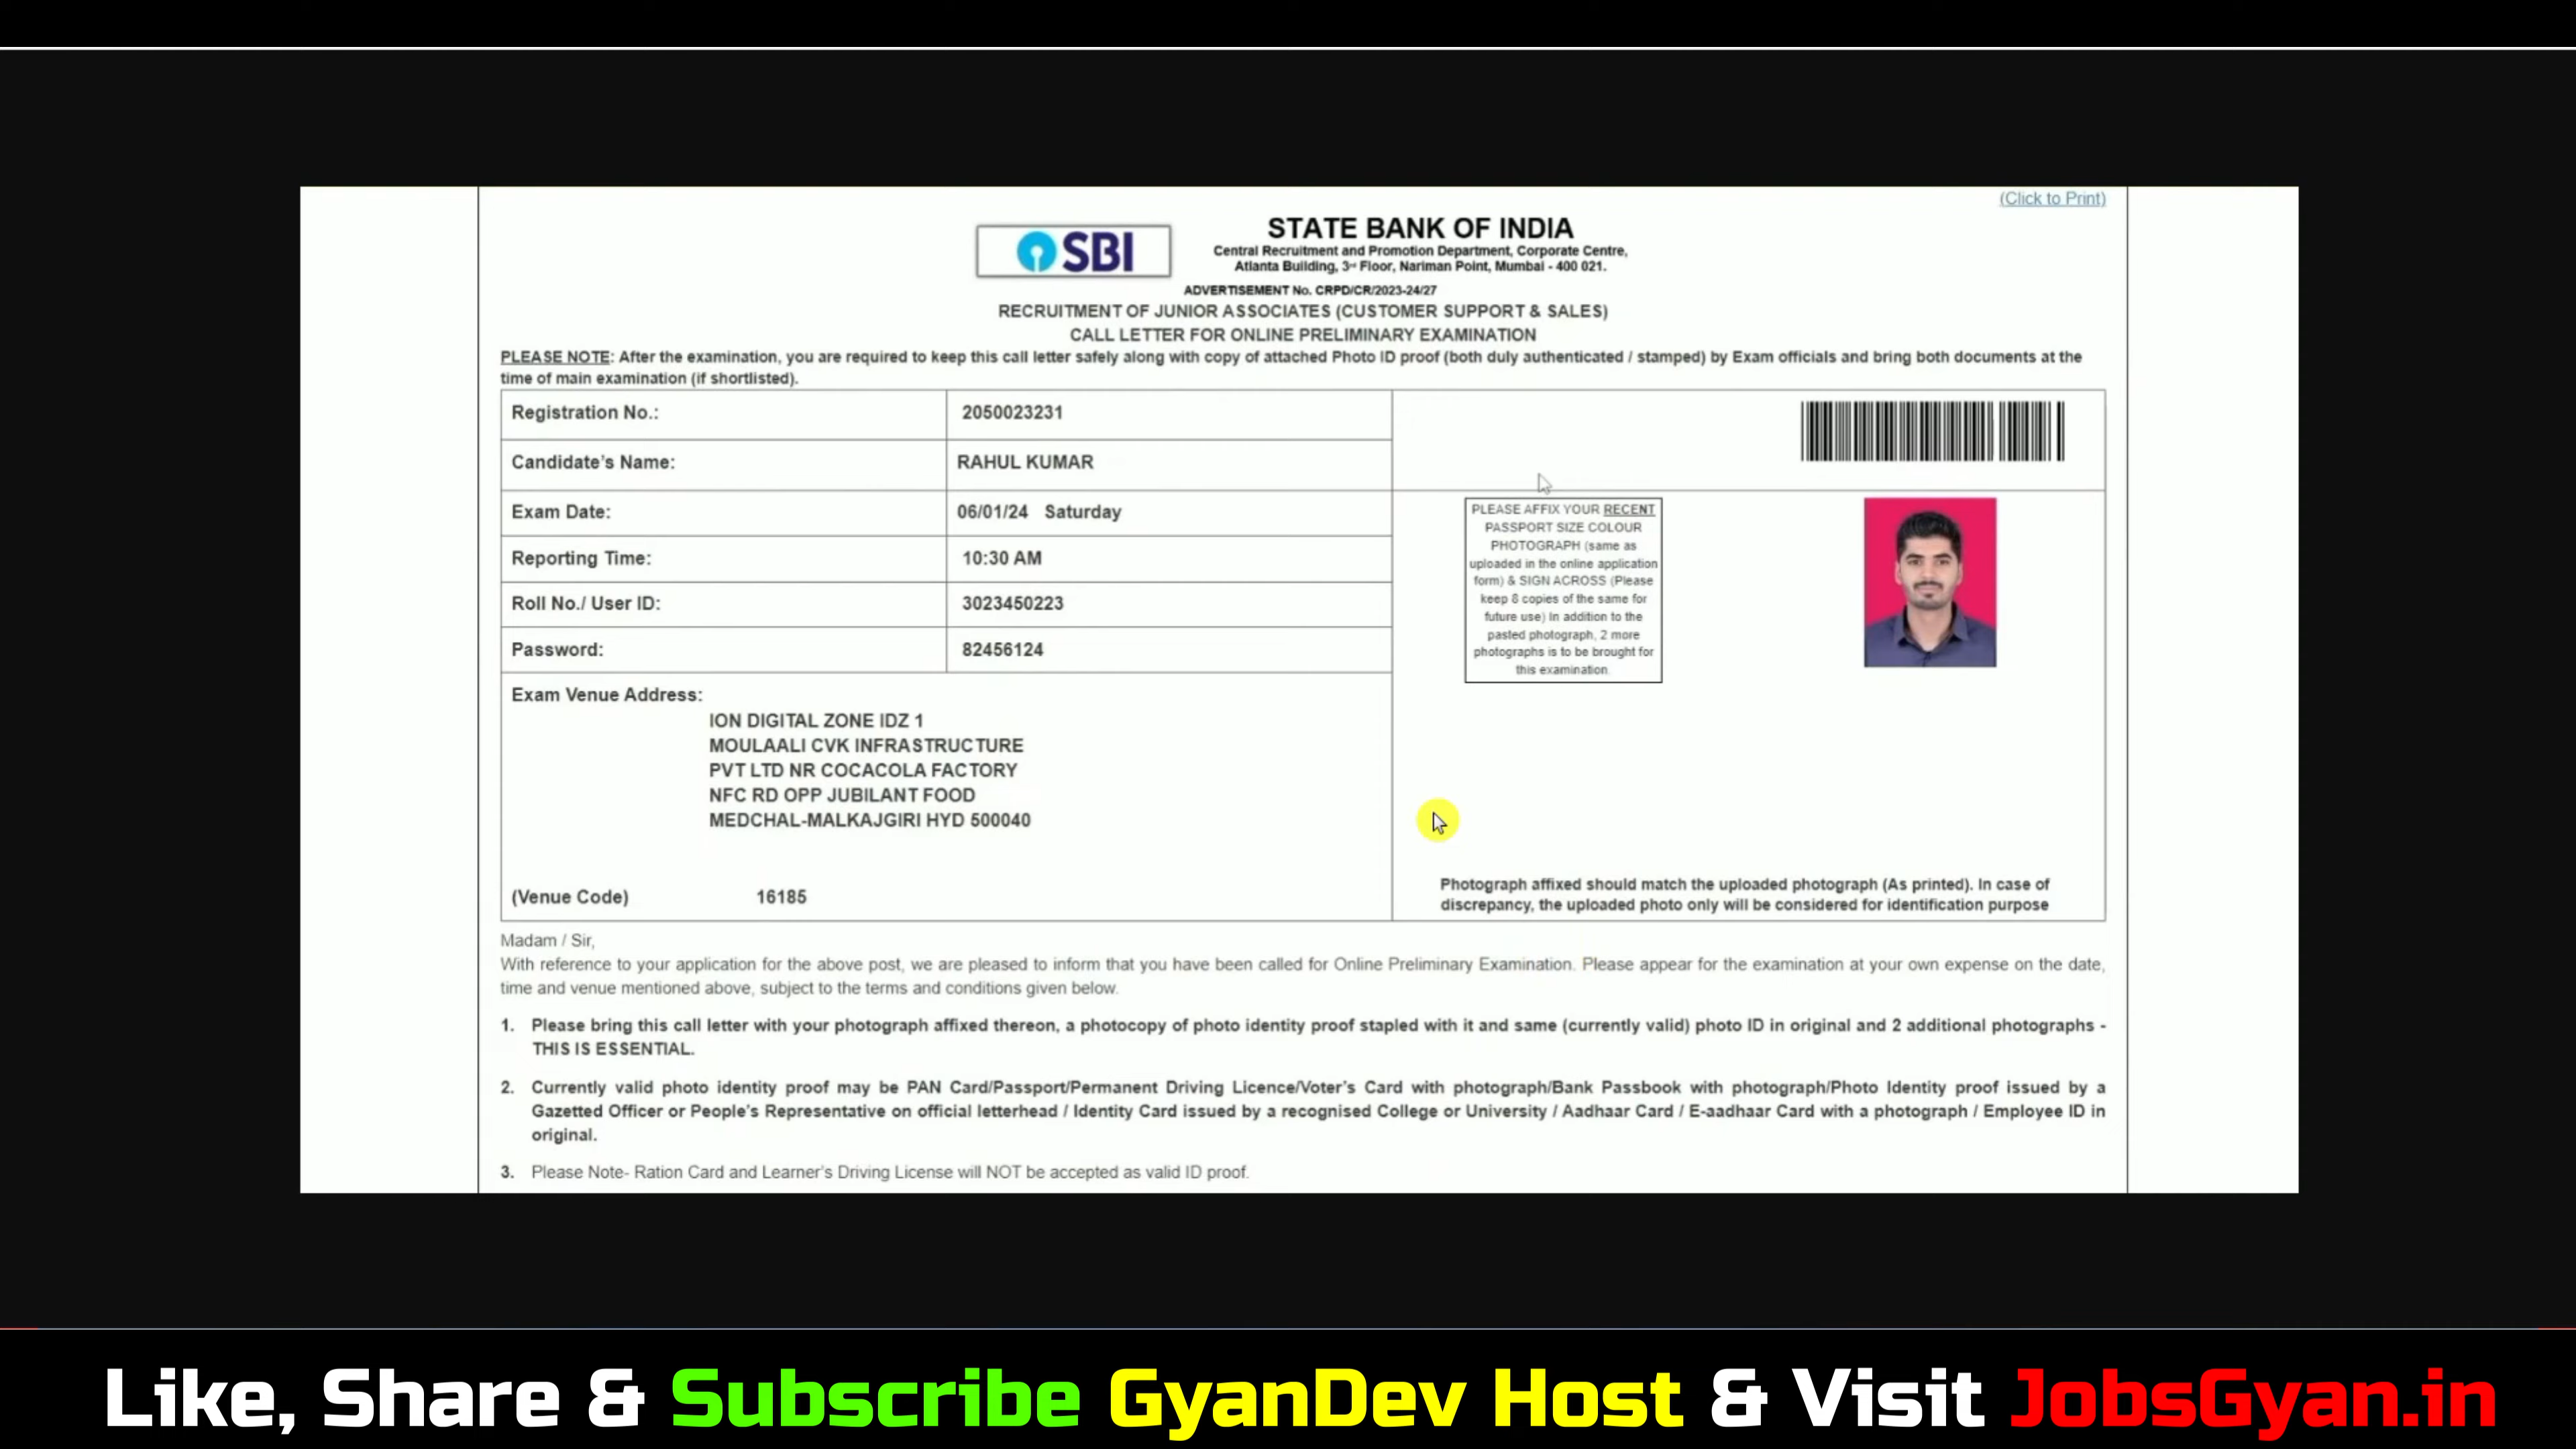 (Click to Print)
SBI
STATE BANK OF INDIA
Central Recruitment and Promotion Department, Corporate Centre,
Atlanta Building, 3rd Floor, Nariman Point, Mumbai - 400 021.
ADVERTISEMENT No. CRPD/CR/2023-24/27
RECRUITMENT OF JUNIOR ASSOCIATES (CUSTOMER SUPPORT & SALES)
CALL LETTER FOR ONLINE PRELIMINARY EXAMINATION
PLEASE NOTE: After the examination, you are required to keep this call letter safely along with copy of attached Photo ID proof (both duly authenticated / stamped) by Exam officials and bring both documents at the
time of main examination (if shortlisted).
Registration No.: 2050023231
Candidate's Name: RAHUL KUMAR
Exam Date: 06/01/24 Saturday
Reporting Time: 10:30 AM
Roll No./ User ID: 3023450223
Password: 82456124
Exam Venue Address:
ION DIGITAL ZONE IDZ 1
MOULAALI CVK INFRASTRUCTURE
PVT LTD NR COCACOLA FACTORY
NFC RD OPP JUBILANT FOOD
MEDCHAL-MALKAJGIRI HYD 500040
(Venue Code) 16185
PLEASE AFFIX YOUR RECENT
PASSPORT SIZE COLOUR
PHOTOGRAPH (same as
uploaded in the online application
form) & SIGN ACROSS (Please
keep 8 copies of the same for
future use) In addition to the
pasted photograph, 2 more
photographs is to be brought for
this examination.
Photograph affixed should match the uploaded photograph (As printed). In case of
discrepancy, the uploaded photo only will be considered for identification purpose
Madam / Sir,
With reference to your application for the above post, we are pleased to inform that you have been called for Online Preliminary Examination. Please appear for the examination at your own expense on the date,
time and venue mentioned above, subject to the terms and conditions given below.
1. Please bring this call letter with your photograph affixed thereon, a photocopy of photo identity proof stapled with it and same (currently valid) photo ID in original and 2 additional photographs -
THIS IS ESSENTIAL.
2. Currently valid photo identity proof may be PAN Card/Passport/Permanent Driving Licence/Voter's Card with photograph/Bank Passbook with photograph/Photo Identity proof issued by a
Gazetted Officer or People's Representative on official letterhead / Identity Card issued by a recognised College or University / Aadhaar Card / E-aadhaar Card with a photograph / Employee ID in
original.
3. Please Note- Ration Card and Learner's Driving License will NOT be accepted as valid ID proof.
Like, Share & Subscribe GyanDev Host & Visit JobsGyan.in